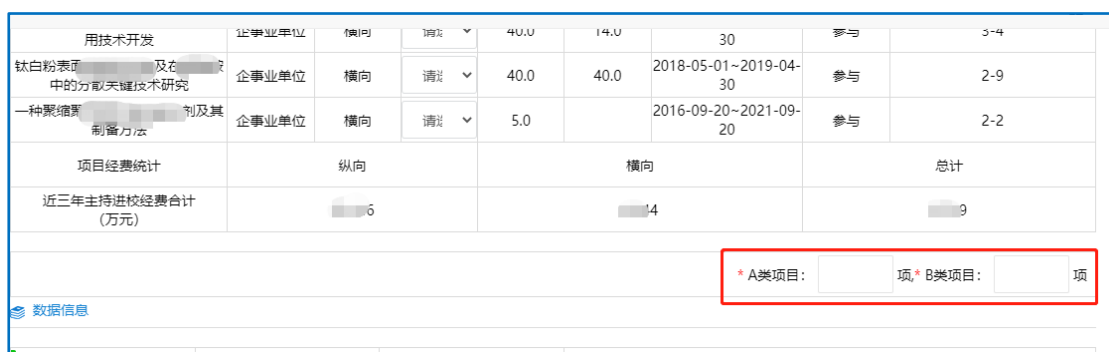 用技术开发 企事业单位 横向 请选 40.0 14.0 30 参与 3-4
钛白粉表面 及在
中的分散关键技术研究 企事业单位 横向 请选 40.0 40.0 2018-05-01~2019-04-
30 参与 2-9
一种聚缩 剂及其
制备方法 企事业单位 横向 请选 5.0 2016-09-20~2021-09-
20 参与 2-2
项目经费统计 纵向 横向 总计
近三年主持进校经费合计
(万元) 6 44 9
* A类项目: 项,* B类项目: 项
数据信息